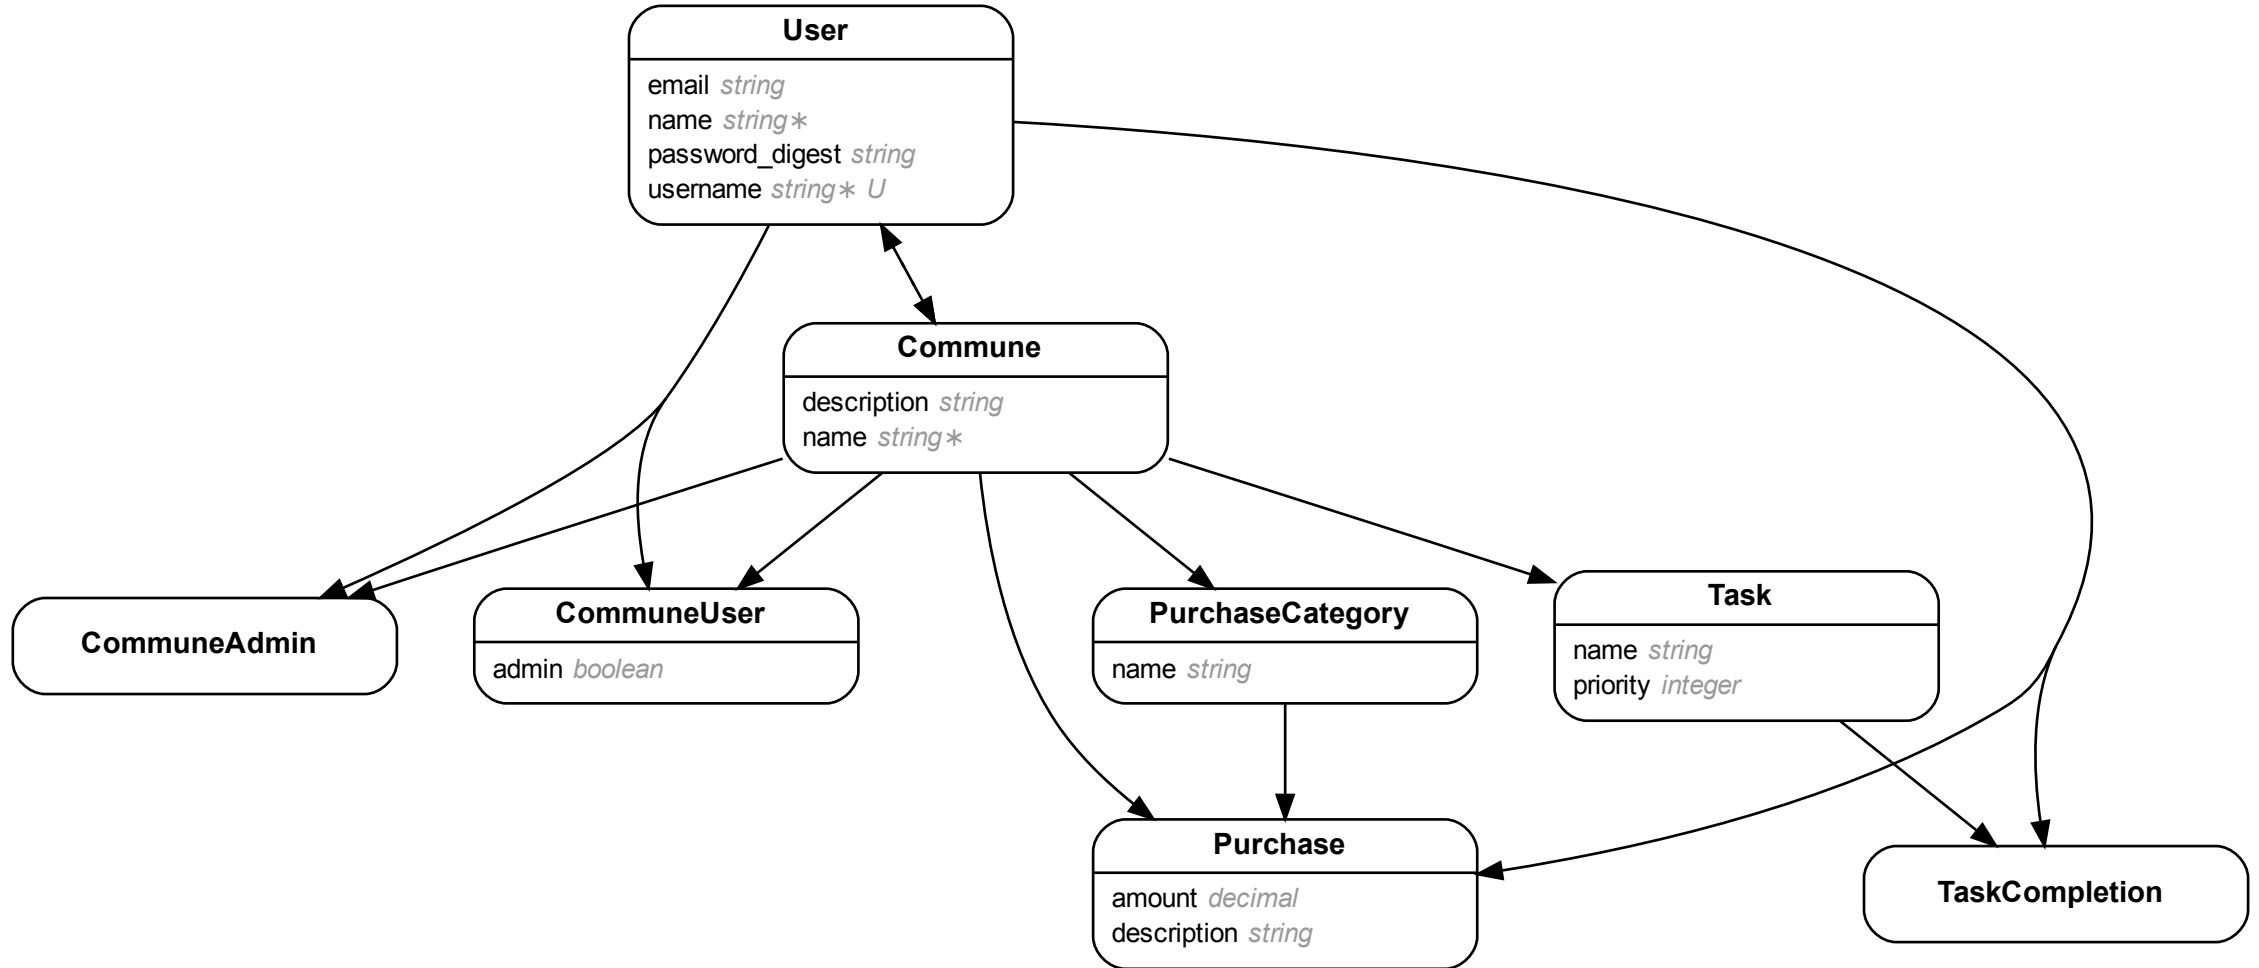 User
email string
name string∗
password_digest string
username string∗ U
Commune
description string
name string∗
CommuneAdmin
CommuneUser
admin boolean
PurchaseCategory
name string
Task
name string
priority integer
Purchase
amount decimal
description string
TaskCompletion